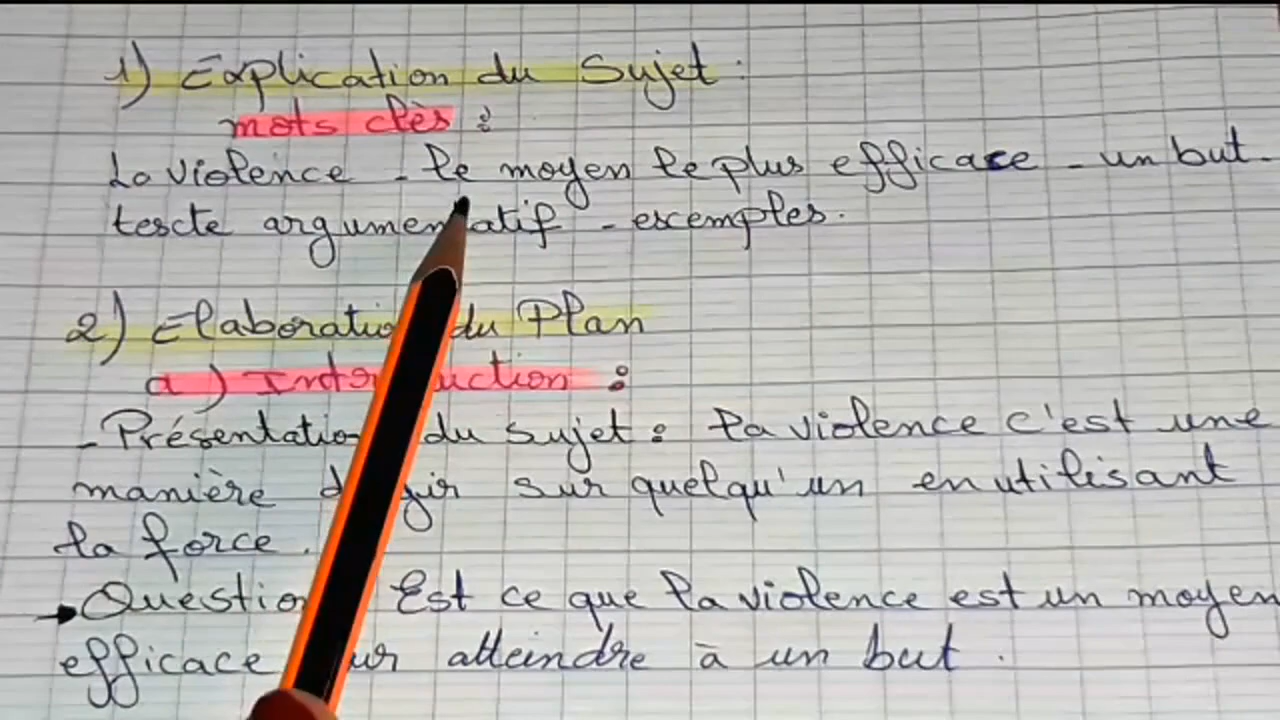 1) Explication du Sujet :
mots clès :
La violence - le moyen le plus efficace - un but -
texte argumentatif - exemples.
2) Elaboration du Plan
a) Introduction :
- Présentation du sujet : la violence c'est une
manière d'agir sur quelqu'un en utilisant
la force.
→ Question Est ce que la violence est un moyen
efficace pour atteindre à un but.